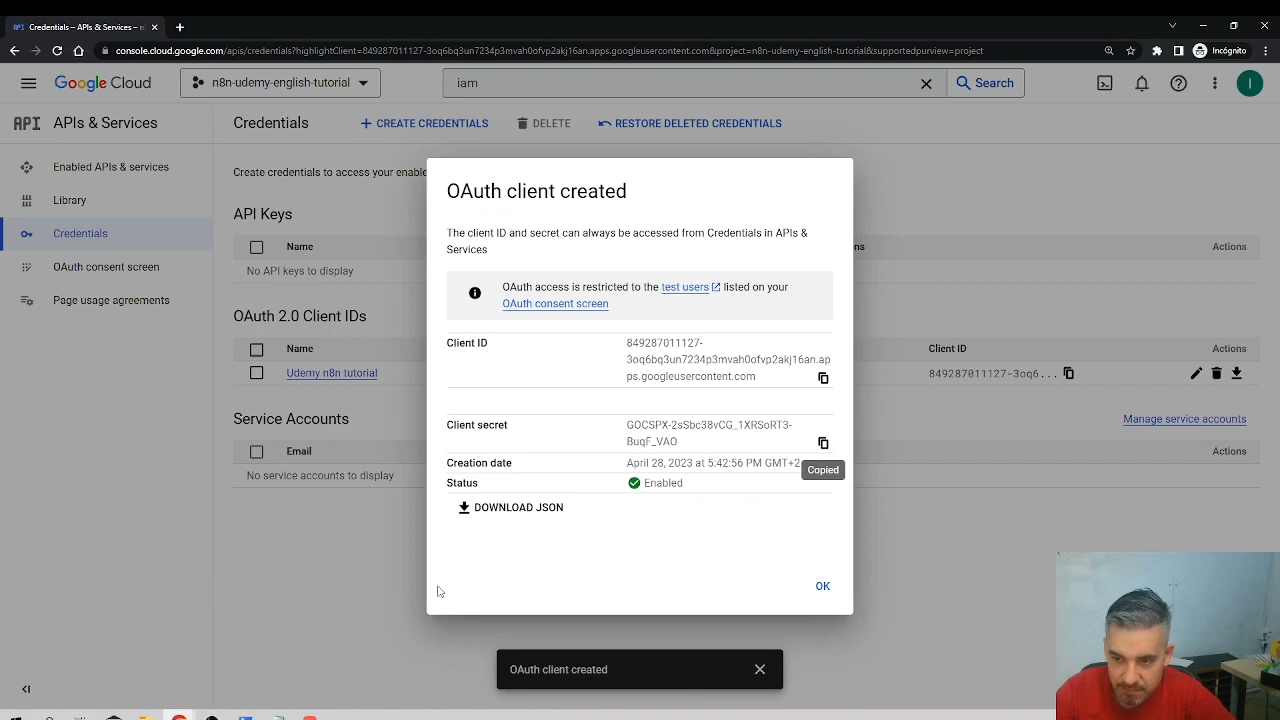 Credentials – APIs & Services – n
console.cloud.google.com/apis/credentials?highlightClient=849287011127-3oq6bq3un7234p3mvah0ofvp2akj16an.apps.googleusercontent.com&project=n8n-udemy-english-tutorial&supportedpurview=project
Incógnito
Google Cloud
n8n-udemy-english-tutorial
iam
Search
I
API
APIs & Services
Credentials
CREATE CREDENTIALS
DELETE
RESTORE DELETED CREDENTIALS
Enabled APIs & services
Library
Credentials
OAuth consent screen
Page usage agreements
Create credentials to access your enable
API Keys
Name
ns
Actions
No API keys to display
OAuth 2.0 Client IDs
Name
Client ID
Actions
Udemy n8n tutorial
849287011127-3oq6...
Service Accounts
Manage service accounts
Email
Actions
No service accounts to display
OAuth client created
The client ID and secret can always be accessed from Credentials in APIs &
Services
OAuth access is restricted to the test users listed on your
OAuth consent screen
Client ID
849287011127-
3oq6bq3un7234p3mvah0ofvp2akj16an.ap
ps.googleusercontent.com
Client secret
GOCSPX-2sSbc38vCG_1XRSoRT3-
BuqF_VAO
Creation date
April 28, 2023 at 5:42:56 PM GMT+2
Copied
Status
Enabled
DOWNLOAD JSON
OK
OAuth client created